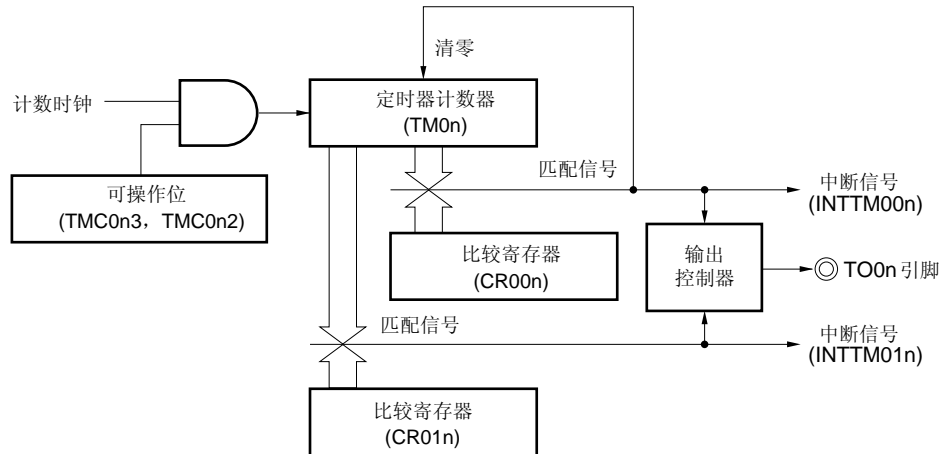 清零
计数时钟
定时器计数器
(TM0n)
可操作位
(TMC0n3，TMC0n2)
匹配信号
中断信号
(INTTM00n)
比较寄存器
(CR00n)
输出
控制器
TO0n 引脚
匹配信号
中断信号
(INTTM01n)
比较寄存器
(CR01n)